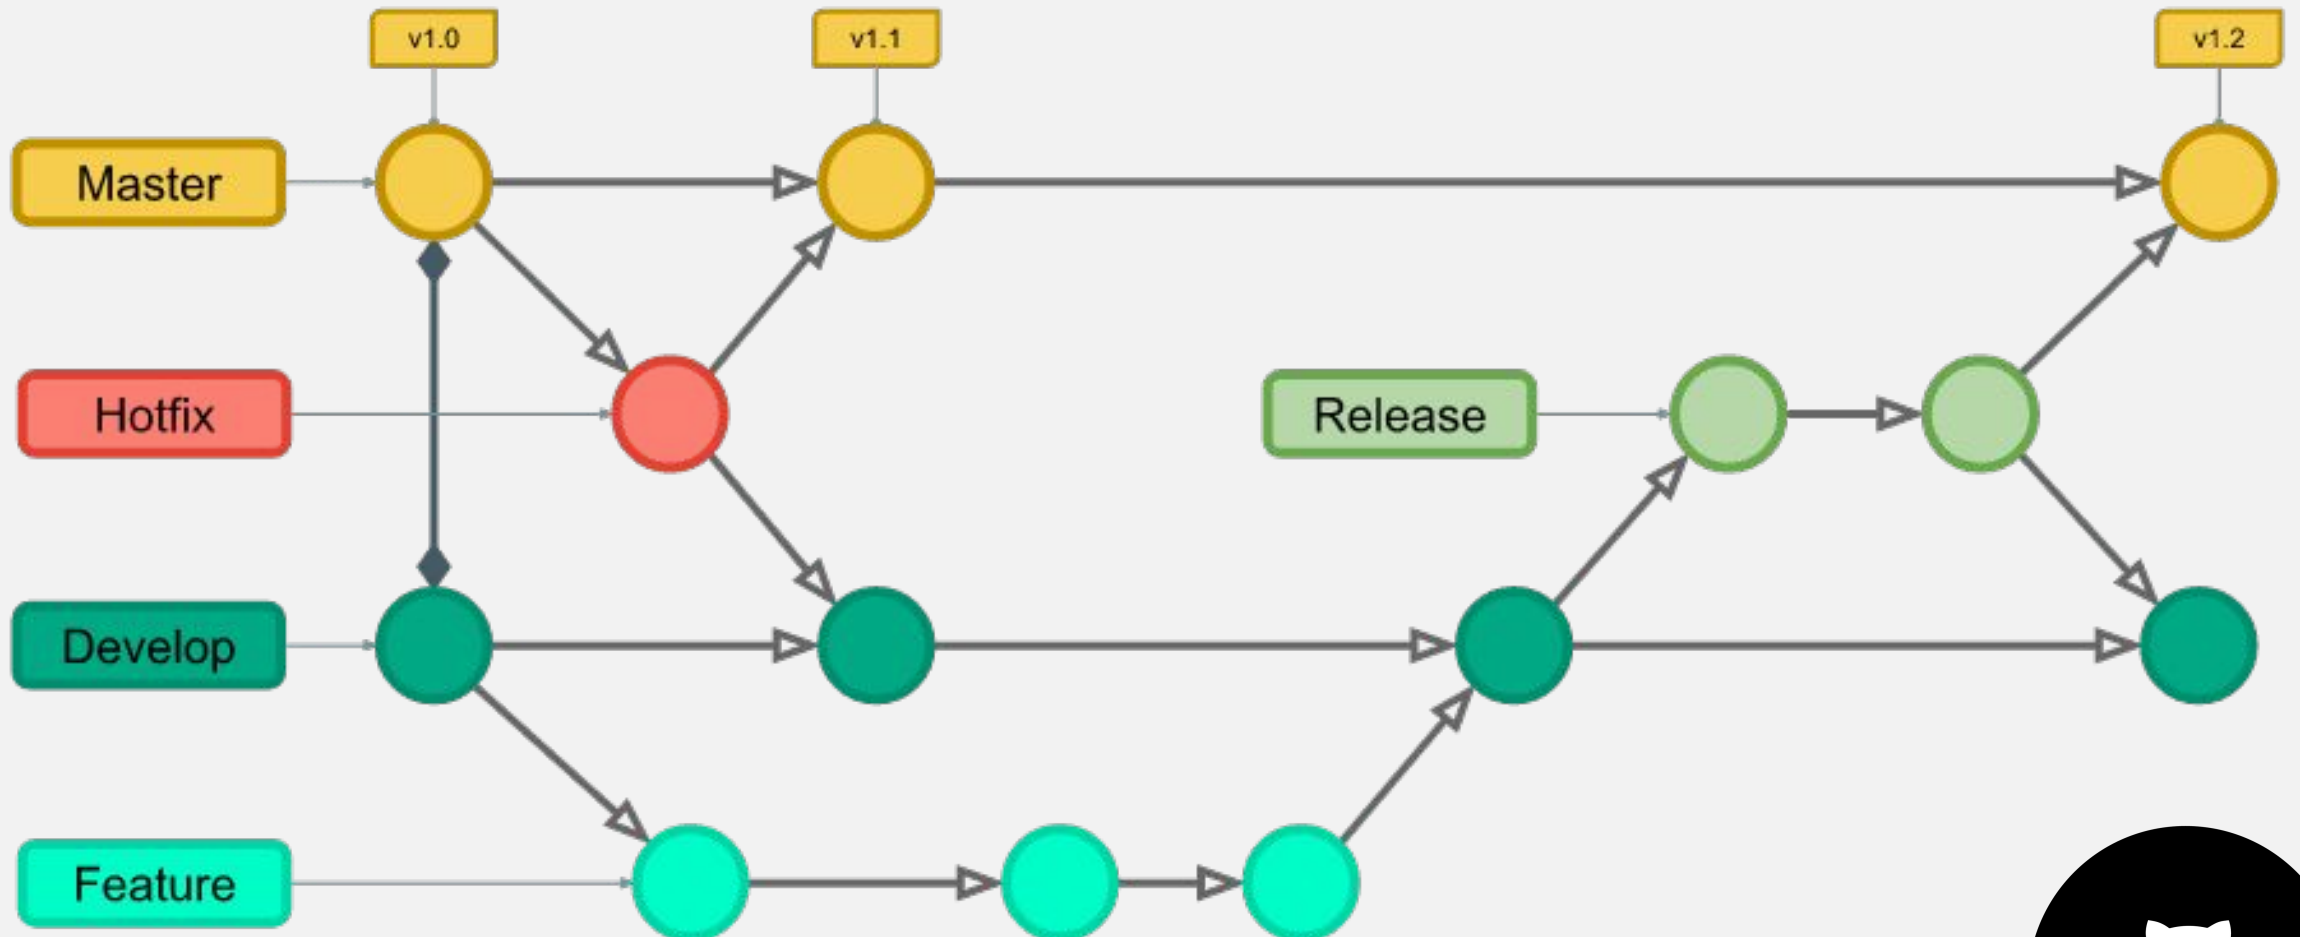 v1.0
v1.1
v1.2
Master
Hotfix
Release
Develop
Feature